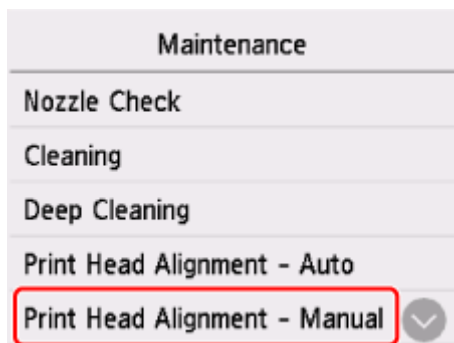 Maintenance
Nozzle Check
Cleaning
Deep Cleaning
Print Head Alignment - Auto
Print Head Alignment - Manual